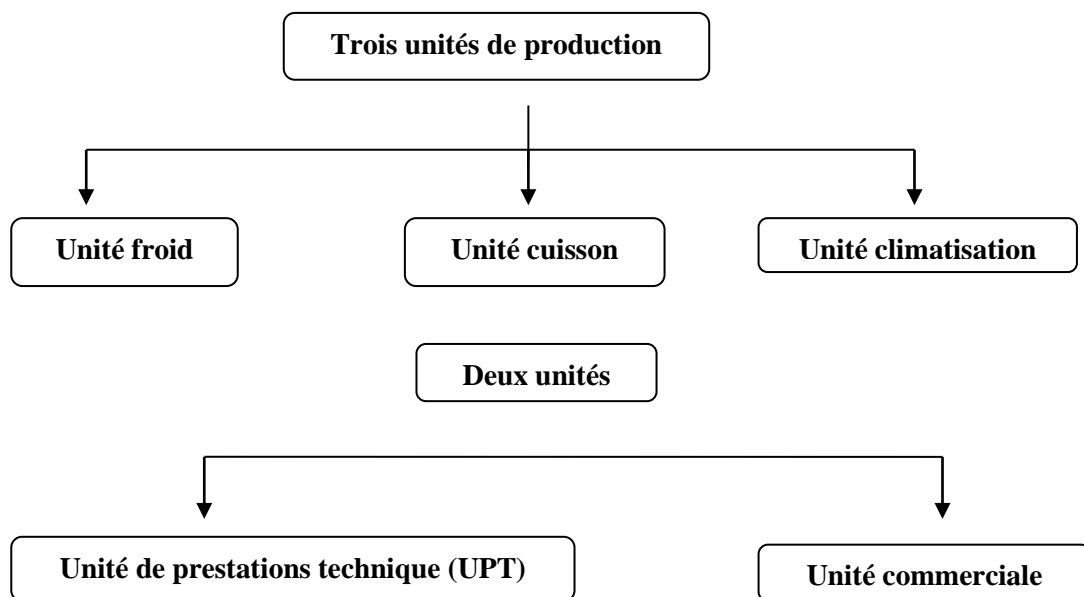 Trois unités de production
Unité froid
Unité cuisson
Unité climatisation
Deux unités
Unité de prestations technique (UPT)
Unité commerciale